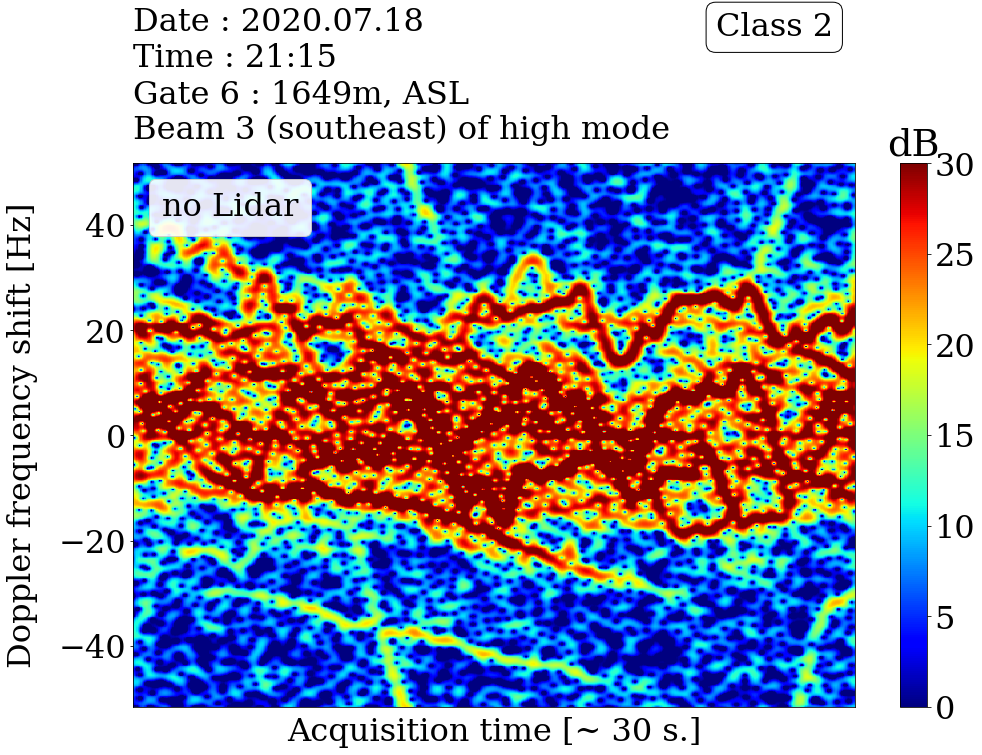 Date : 2020.07.18
Time : 21:15
Gate 6 : 1649m, ASL
Beam 3 (southeast) of high mode
Class 2
dB
no Lidar
Doppler frequency shift [Hz]
40
20
0
−20
−40
30
25
20
15
10
5
0
Acquisition time [~ 30 s.]